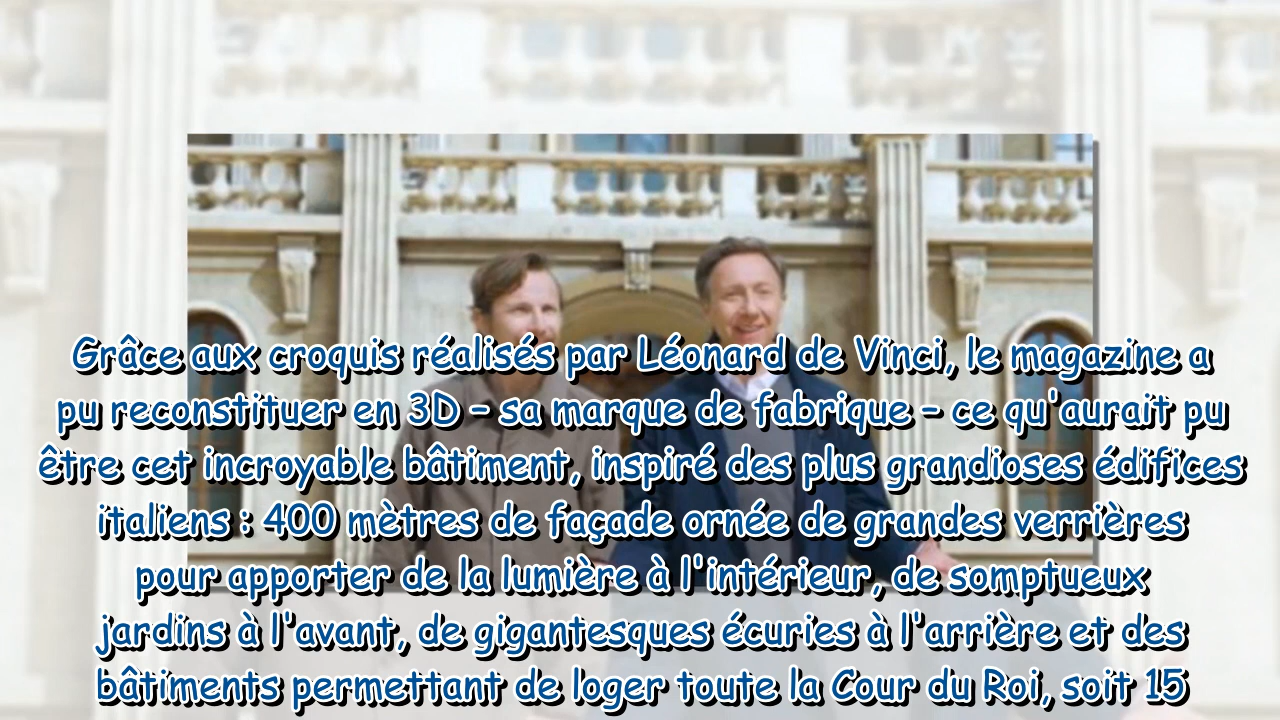 Grâce aux croquis réalisés par Léonard de Vinci, le magazine a
pu reconstituer en 3D – sa marque de fabrique – ce qu'aurait pu
être cet incroyable bâtiment, inspiré des plus grandioses édifices
italiens : 400 mètres de façade ornée de grandes verrières
pour apporter de la lumière à l'intérieur, de somptueux
jardins à l'avant, de gigantesques écuries à l'arrière et des
bâtiments permettant de loger toute la Cour du Roi, soit 15